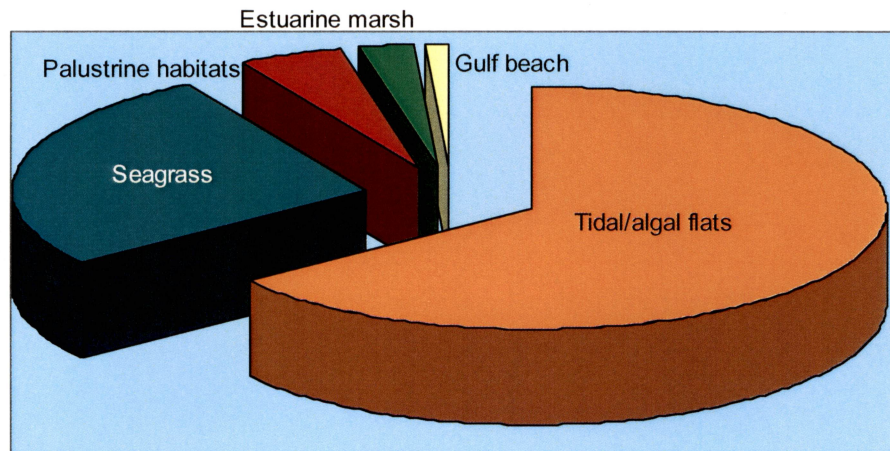 Estuarine marsh
Palustrine habitats
Gulf beach
Seagrass
Tidal/algal flats